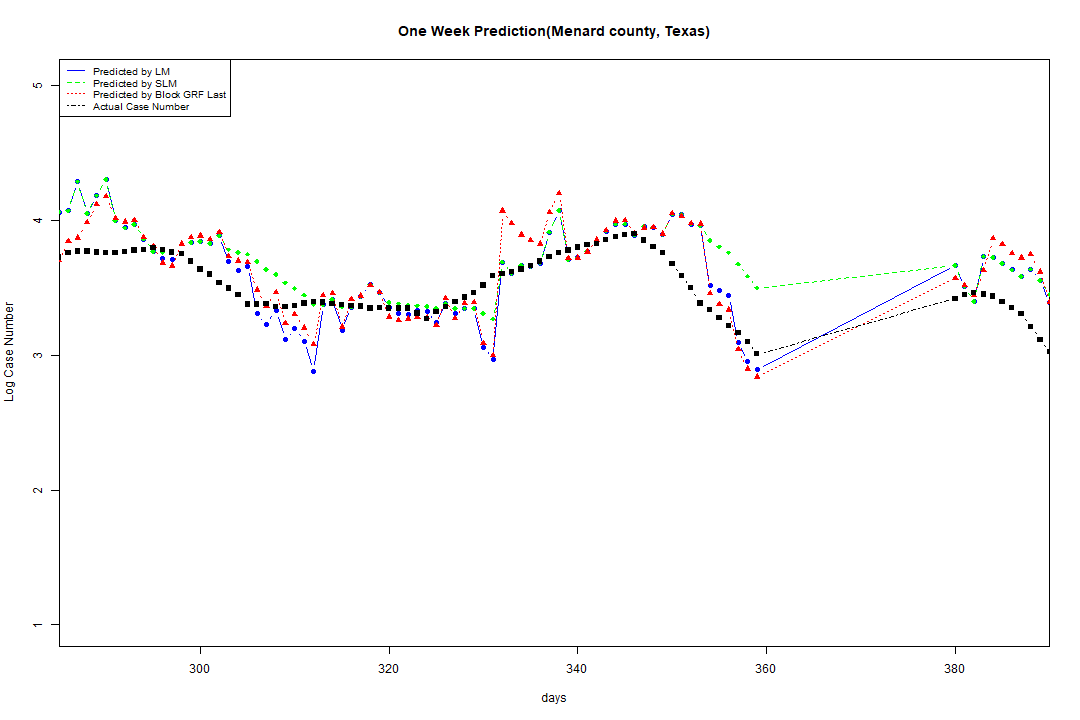 One Week Prediction(Menard county, Texas)
Predicted by LM
Predicted by SLM
Predicted by Block GRF Last
Actual Case Number
5
4
3
2
1
Log Case Number
300
320
340
360
380
days